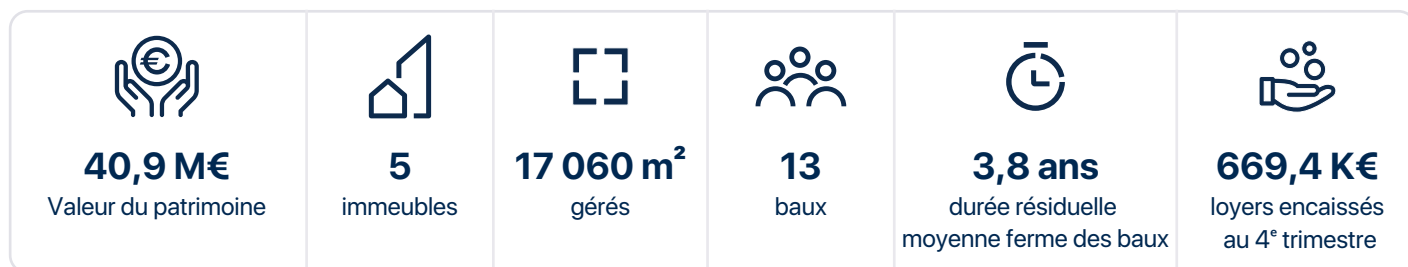 €
40,9 M€
Valeur du patrimoine
5
immeubles
17 060 m²
gérés
13
baux
3,8 ans
durée résiduelle
moyenne ferme des baux
669,4 K€
loyers encaissés
au 4ᵉ trimestre